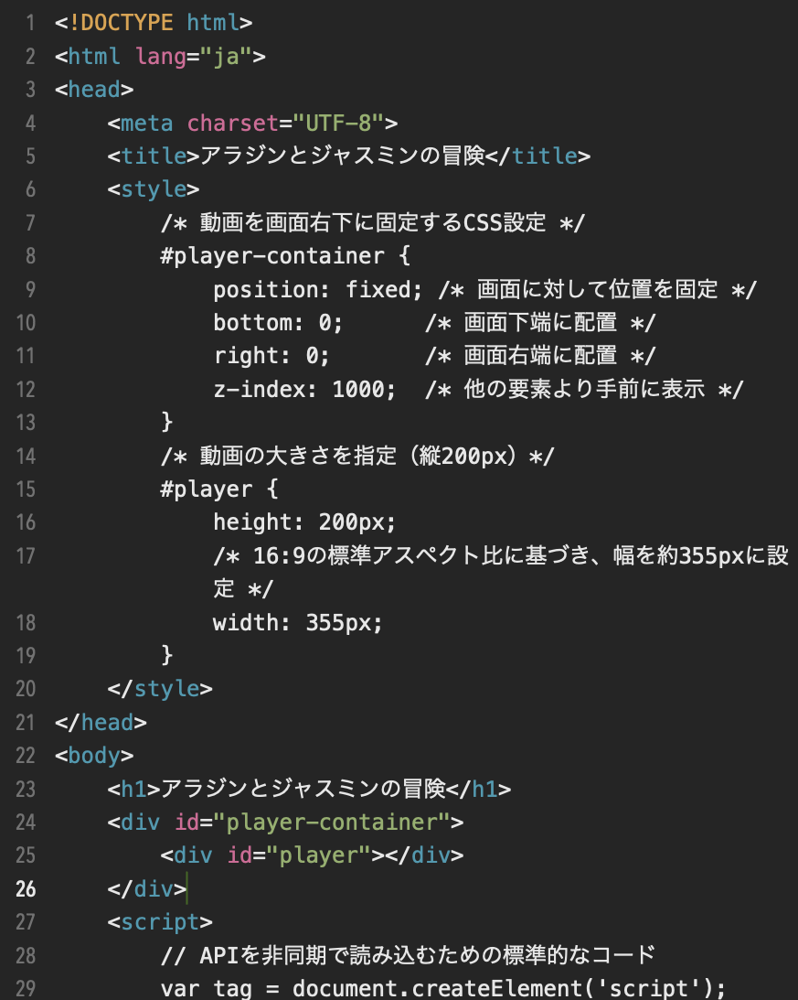 1 <!DOCTYPE html>
2 <html lang="ja">
3 <head>
4     <meta charset="UTF-8">
5     <title>アラジンとジャスミンの冒険</title>
6     <style>
7         /* 動画を画面右下に固定するCSS設定 */
8         #player-container {
9             position: fixed; /* 画面に対して位置を固定 */
10             bottom: 0;      /* 画面下端に配置 */
11             right: 0;       /* 画面右端に配置 */
12             z-index: 1000;  /* 他の要素より手前に表示 */
13         }
14         /* 動画の大きさを指定（縦200px）*/
15         #player {
16             height: 200px;
17             /* 16:9の標準アスペクト比に基づき、幅を約355pxに設
定 */
18             width: 355px;
19         }
20     </style>
21 </head>
22 <body>
23     <h1>アラジンとジャスミンの冒険</h1>
24     <div id="player-container">
25         <div id="player"></div>
26     </div>
27     <script>
28         // APIを非同期で読み込むための標準的なコード
29         var tag = document.createElement('script');